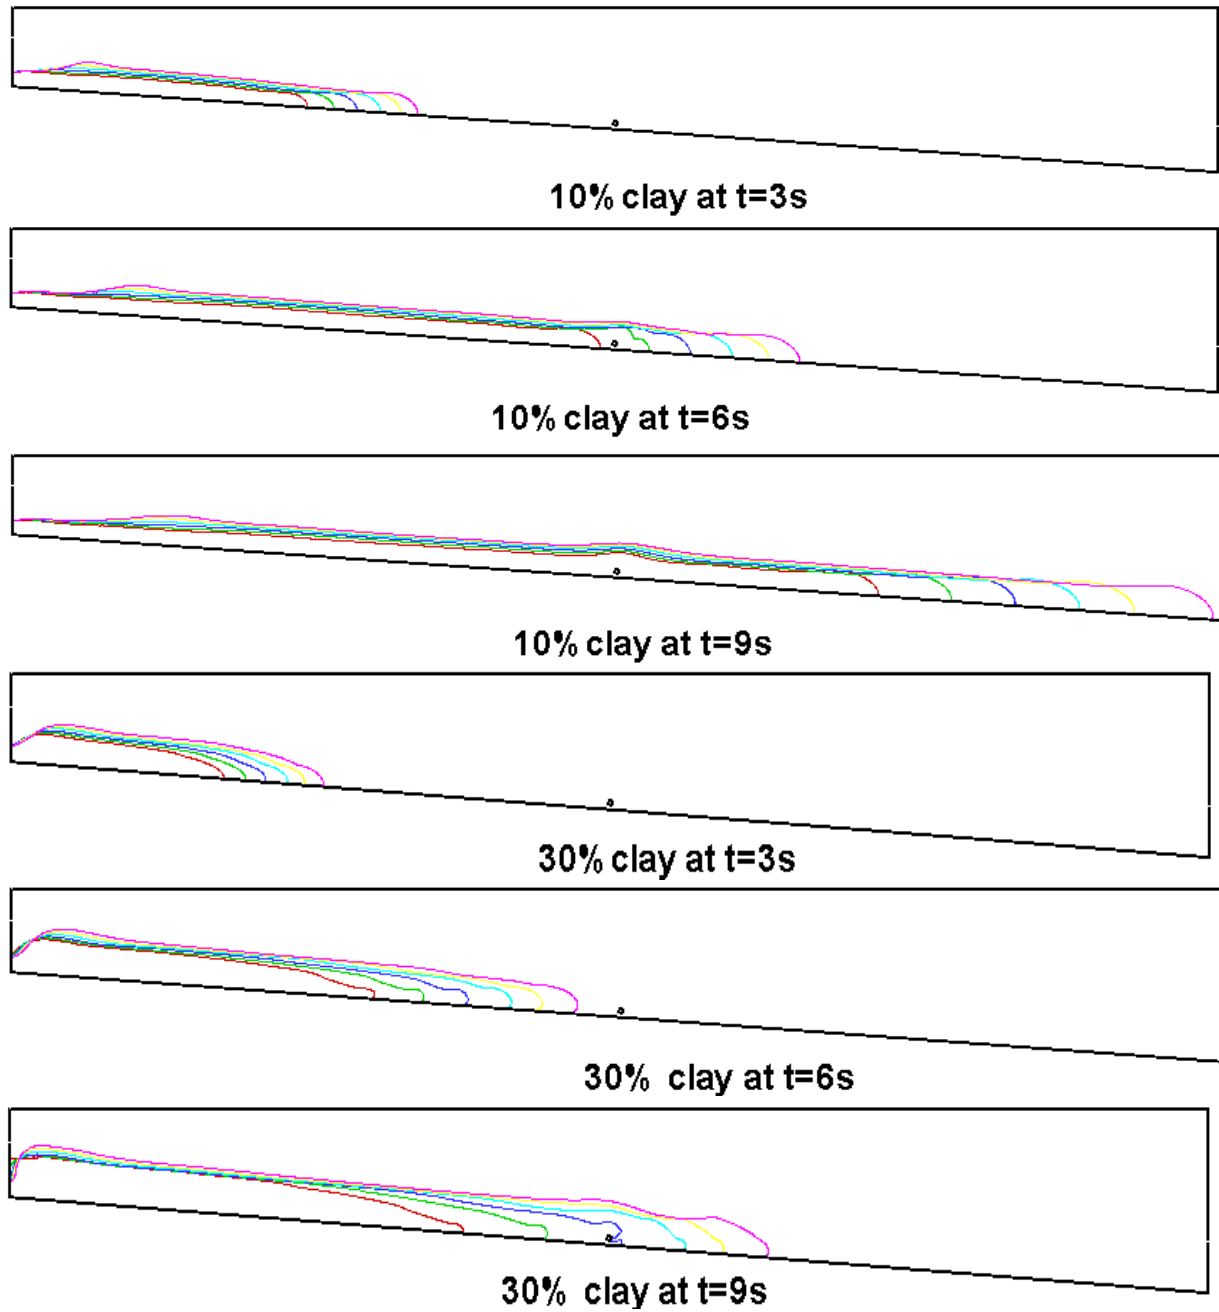 10% clay at t=3s
10% clay at t=6s
10% clay at t=9s
30% clay at t=3s
30% clay at t=6s
30% clay at t=9s